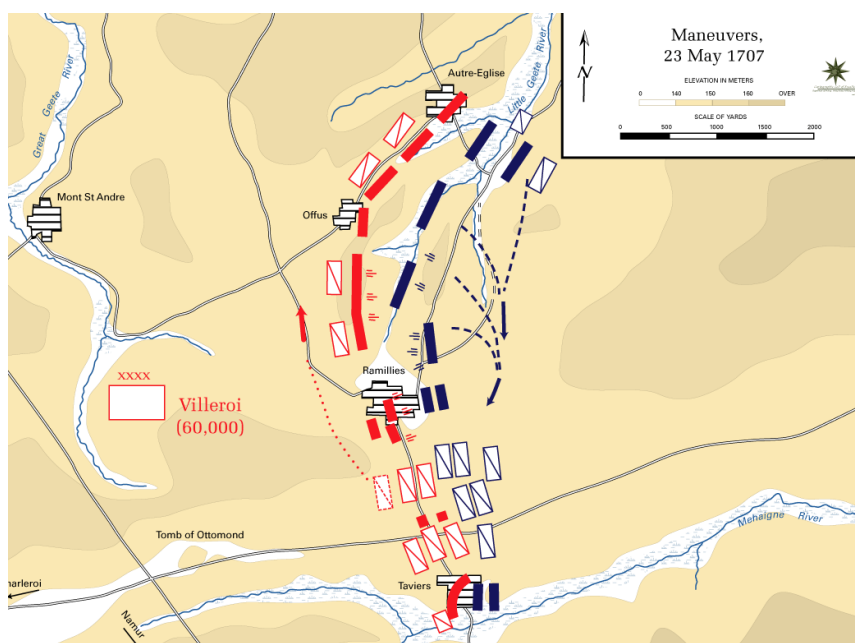 Maneuvers,
23 May 1707
N
ELEVATION IN METERS
0 140 150 160 OVER
SCALE OF YARDS
0 500 1000 1500 2000
Autre-Eglise
Great Geete
River
Little Geete River
Mont St Andre
Offus
Ramillies
XXXX
Villeroi
(60,000)
Mehaigne River
Tomb of Ottomond
Taviers
harleroi
Namur